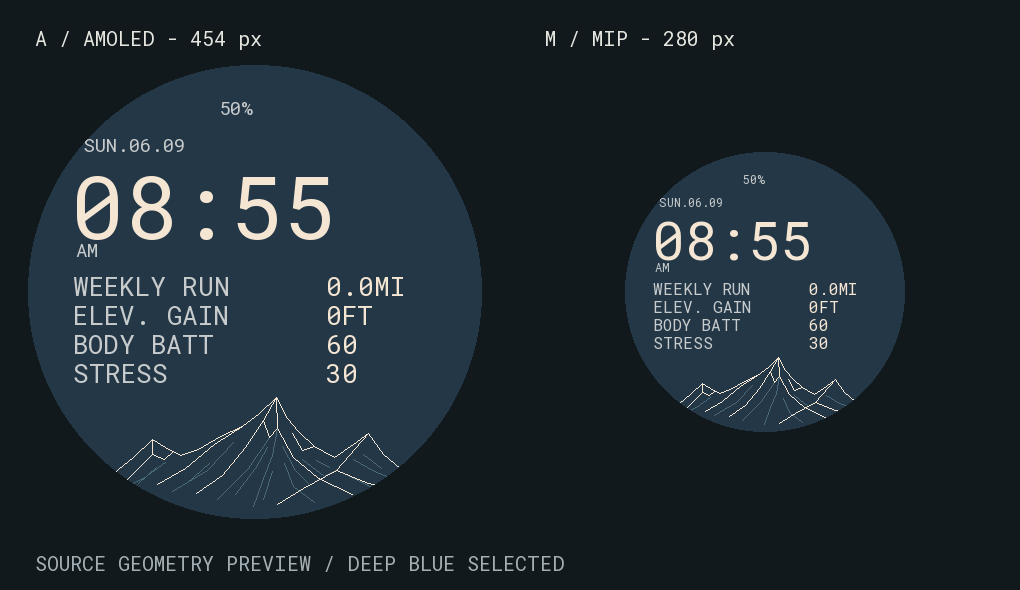 A / AMOLED - 454 px
50%
SUN.06.09
08:55
AM
WEEKLY RUN 0.0MI
ELEV. GAIN 0FT
BODY BATT 60
STRESS 30
M / MIP - 280 px
50%
SUN.06.09
08:55
AM
WEEKLY RUN 0.0MI
ELEV. GAIN 0FT
BODY BATT 60
STRESS 30
SOURCE GEOMETRY PREVIEW / DEEP BLUE SELECTED